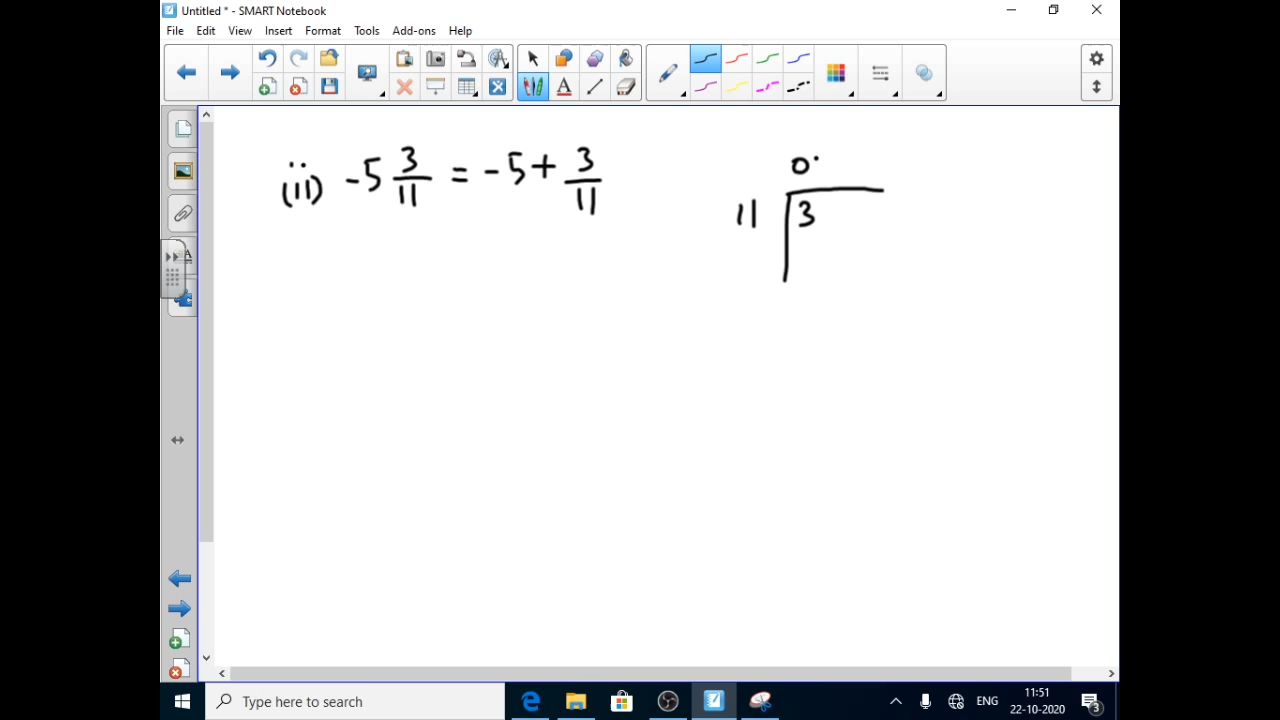 Untitled * - SMART Notebook
File Edit View Insert Format Tools Add-ons Help
(ii) -5 3/11 = -5 + 3/11
0.
11 3
Type here to search
ENG
11:51
22-10-2020
3